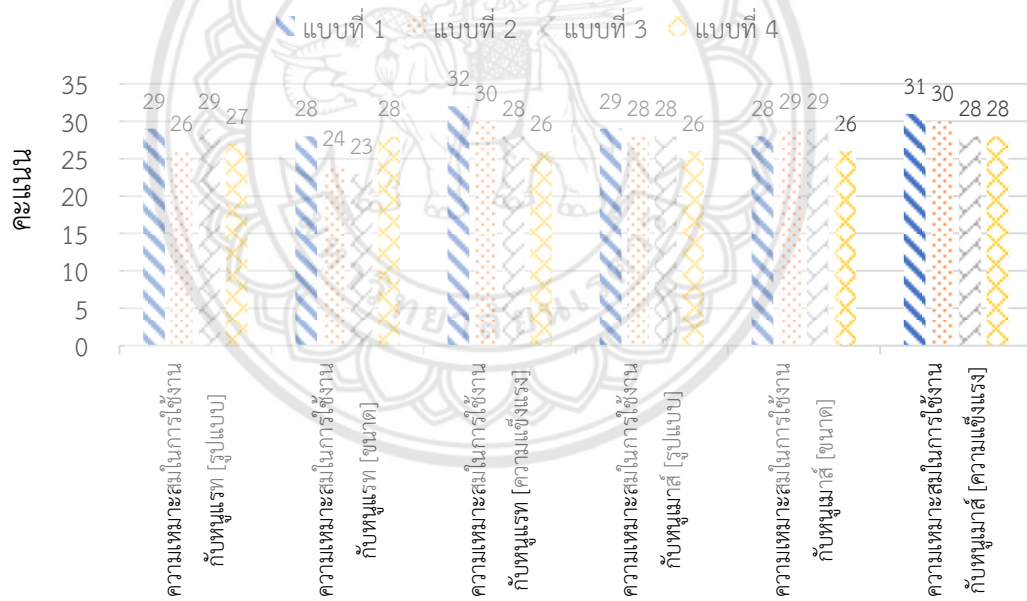 แบบที่ 1 แบบที่ 2 แบบที่ 3 แบบที่ 4
คะแนน
35
30
25
20
15
10
5
0
29 26 29 27
28 24 23 28
32 30 28 26
29 28 28 26
28 29 29 26
31 30 28 28
ความเหมาะสมในการใช้งาน
กับหนูแรท [รูปแบบ]
ความเหมาะสมในการใช้งาน
กับหนูแรท [ขนาด]
ความเหมาะสมในการใช้งาน
กับหนูแรท [ความแข็งแรง]
ความเหมาะสมในการใช้งาน
กับหนูเมาส์ [รูปแบบ]
ความเหมาะสมในการใช้งาน
กับหนูเมาส์ [ขนาด]
ความเหมาะสมในการใช้งาน
กับหนูเมาส์ [ความแข็งแรง]